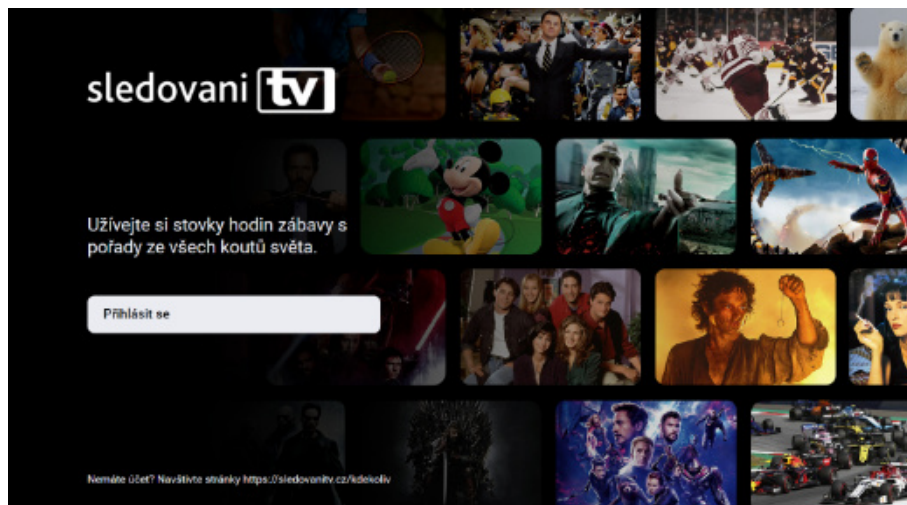 sledovani tv
Užívejte si stovky hodin zábavy s
pořady ze všech koutů světa.
Přihlásit se
Nemáte účet? Navštivte stránky https://sledovanitv.cz/kdekoliv